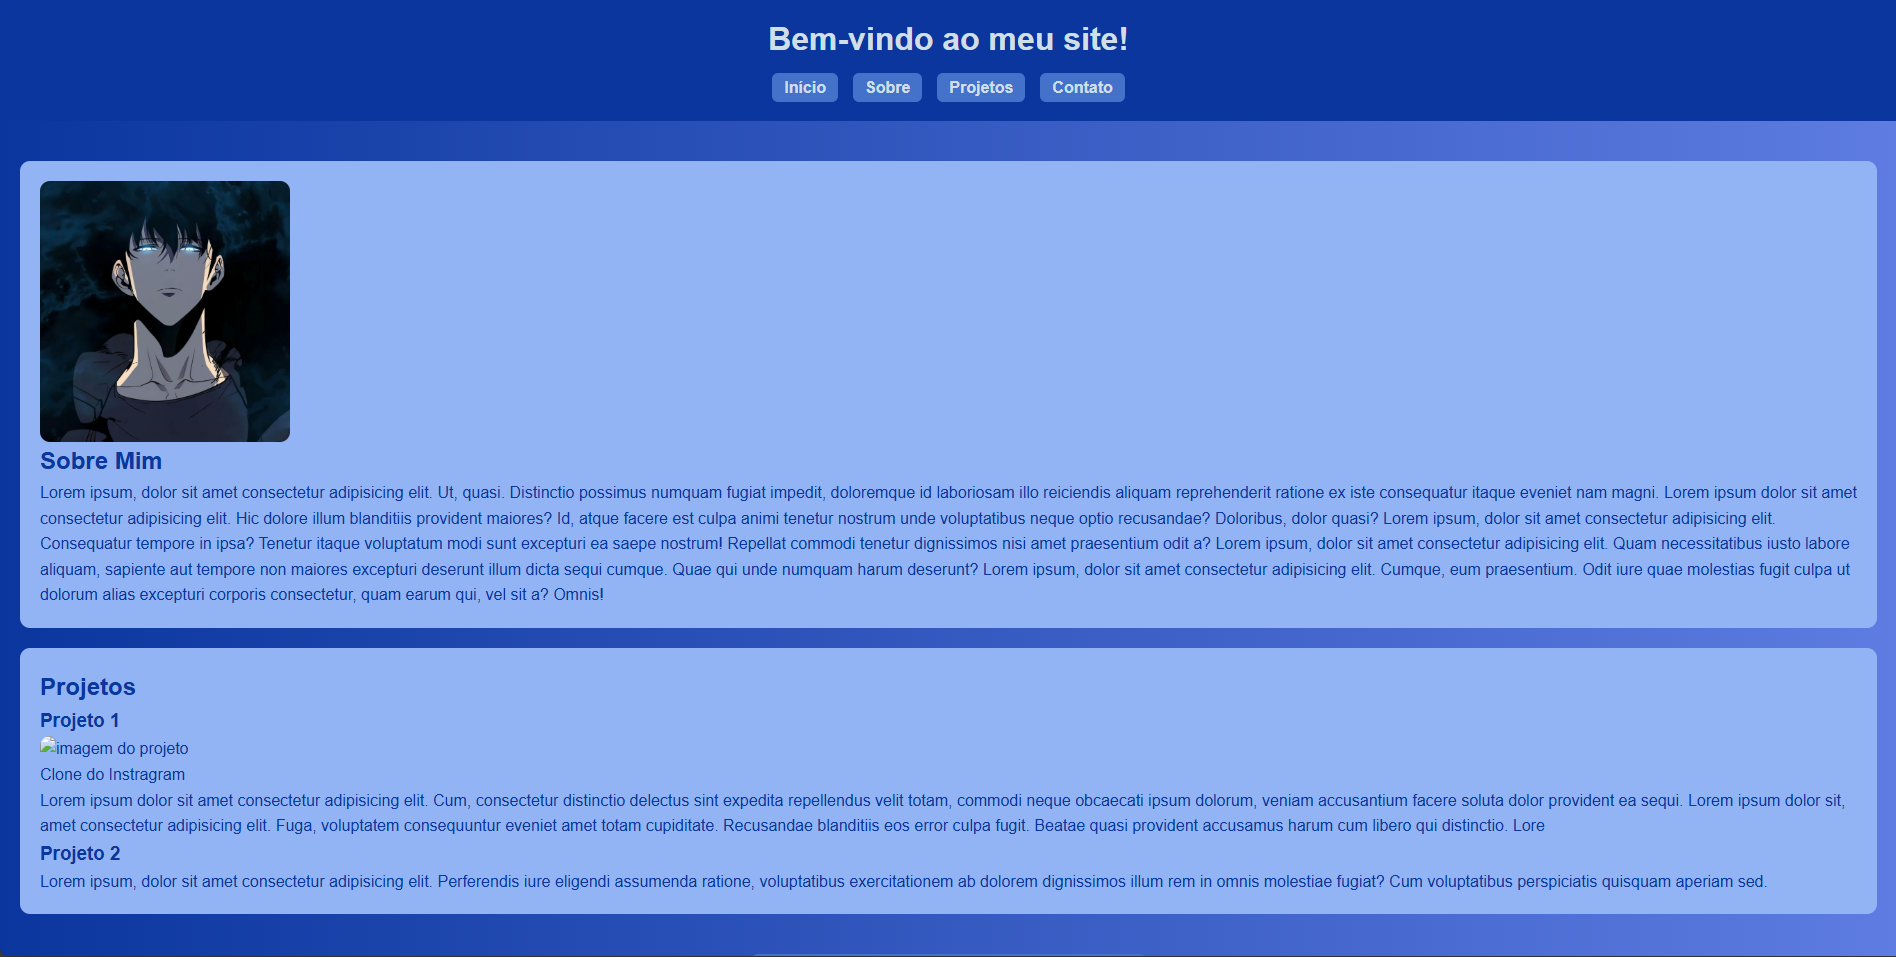 Bem-vindo ao meu site!
Início Sobre Projetos Contato
Sobre Mim
Lorem ipsum, dolor sit amet consectetur adipisicing elit. Ut, quasi. Distinctio possimus numquam fugiat impedit, doloremque id laboriosam illo reiciendis aliquam reprehenderit ratione ex iste consequatur itaque eveniet nam magni. Lorem ipsum dolor sit amet
consectetur adipisicing elit. Hic dolore illum blanditiis provident maiores? Id, atque facere est culpa animi tenetur nostrum unde voluptatibus neque optio recusandae? Doloribus, dolor quasi? Lorem ipsum, dolor sit amet consectetur adipisicing elit.
Consequatur tempore in ipsa? Tenetur itaque voluptatum modi sunt excepturi ea saepe nostrum! Repellat commodi tenetur dignissimos nisi amet praesentium odit a? Lorem ipsum, dolor sit amet consectetur adipisicing elit. Quam necessitatibus iusto labore
aliquam, sapiente aut tempore non maiores excepturi deserunt illum dicta sequi cumque. Quae qui unde numquam harum deserunt? Lorem ipsum, dolor sit amet consectetur adipisicing elit. Cumque, eum praesentium. Odit iure quae molestias fugit culpa ut
dolorum alias excepturi corporis consectetur, quam earum qui, vel sit a? Omnis!
Projetos
Projeto 1
imagem do projeto
Clone do Instragram
Lorem ipsum dolor sit amet consectetur adipisicing elit. Cum, consectetur distinctio delectus sint expedita repellendus velit totam, commodi neque obcaecati ipsum dolorum, veniam accusantium facere soluta dolor provident ea sequi. Lorem ipsum dolor sit,
amet consectetur adipisicing elit. Fuga, voluptatem consequuntur eveniet amet totam cupiditate. Recusandae blanditiis eos error culpa fugit. Beatae quasi provident accusamus harum cum libero qui distinctio. Lore
Projeto 2
Lorem ipsum, dolor sit amet consectetur adipisicing elit. Perferendis iure eligendi assumenda ratione, voluptatibus exercitationem ab dolorem dignissimos illum rem in omnis molestiae fugiat? Cum voluptatibus perspiciatis quisquam aperiam sed.